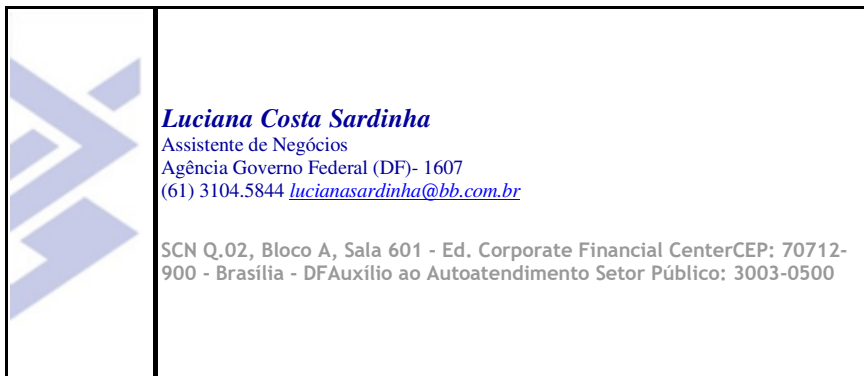 Luciana Costa Sardinha
Assistente de Negócios
Agência Governo Federal (DF)- 1607
(61) 3104.5844 lucianasardinha@bb.com.br
SCN Q.02, Bloco A, Sala 601 - Ed. Corporate Financial CenterCEP: 70712-
900 - Brasília - DFAuxílio ao Autoatendimento Setor Público: 3003-0500